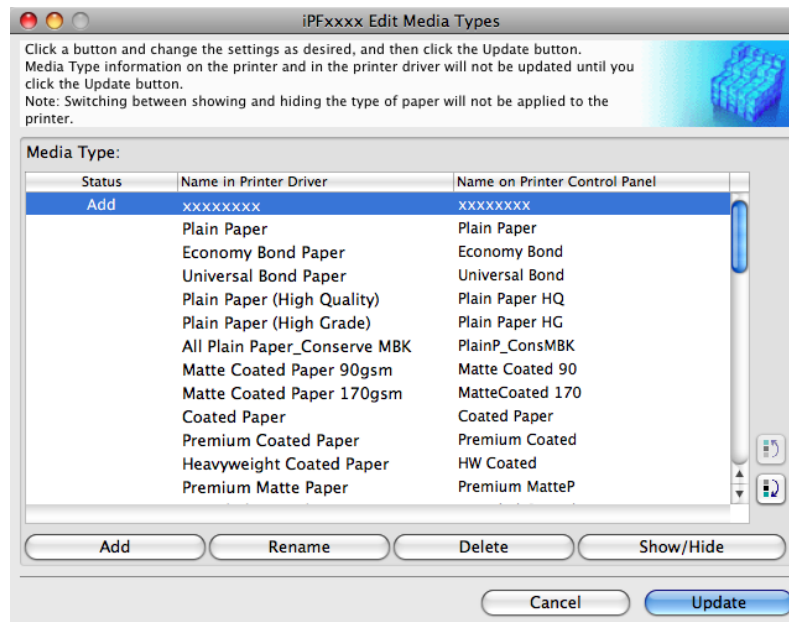 iPFxxxx Edit Media Types
Click a button and change the settings as desired, and then click the Update button.
Media Type information on the printer and in the printer driver will not be updated until you
click the Update button.
Note: Switching between showing and hiding the type of paper will not be applied to the
printer.
Media Type:
Status Name in Printer Driver Name on Printer Control Panel
Add xxxxxxxx xxxxxxxx
Plain Paper Plain Paper
Economy Bond Paper Economy Bond
Universal Bond Paper Universal Bond
Plain Paper (High Quality) Plain Paper HQ
Plain Paper (High Grade) Plain Paper HG
All Plain Paper_Conserve MBK PlainP_ConsMBK
Matte Coated Paper 90gsm Matte Coated 90
Matte Coated Paper 170gsm MatteCoated 170
Coated Paper Coated Paper
Premium Coated Paper Premium Coated
Heavyweight Coated Paper HW Coated
Premium Matte Paper Premium MatteP
Add Rename Delete Show/Hide
Cancel Update